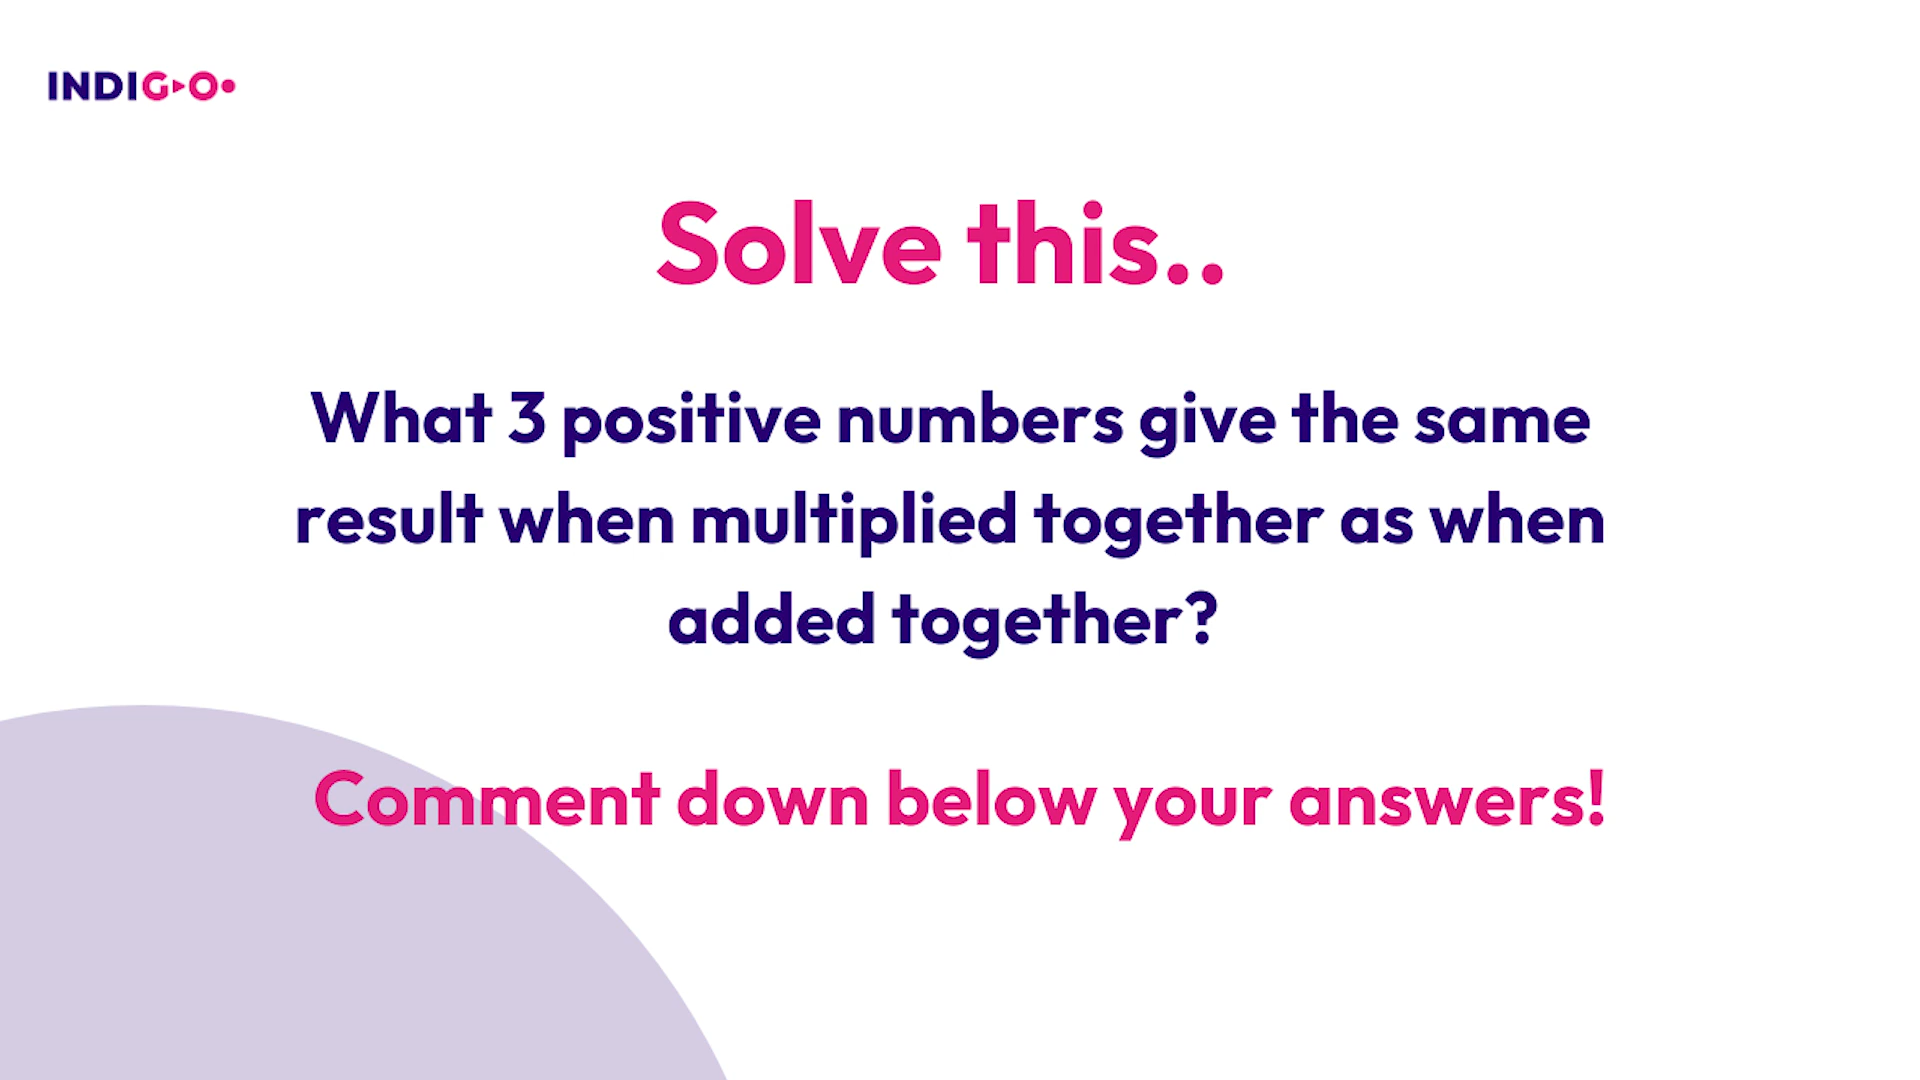 INDIGO
Solve this..
What 3 positive numbers give the same
result when multiplied together as when
added together?
Comment down below your answers!